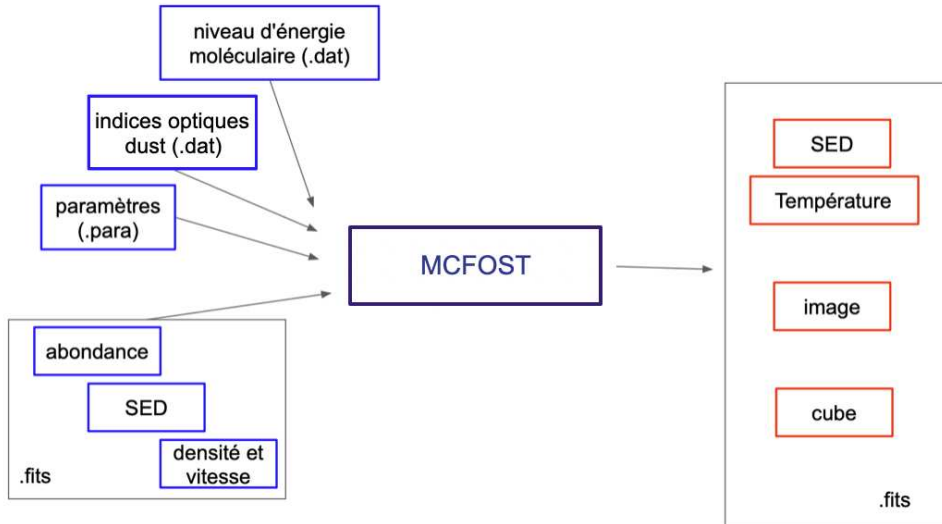 niveau d'énergie
moléculaire (.dat)
indices optiques
dust (.dat)
paramètres
(.para)
MCFOST
abondance
SED
densité et
vitesse
.fits
SED
Température
image
cube
.fits